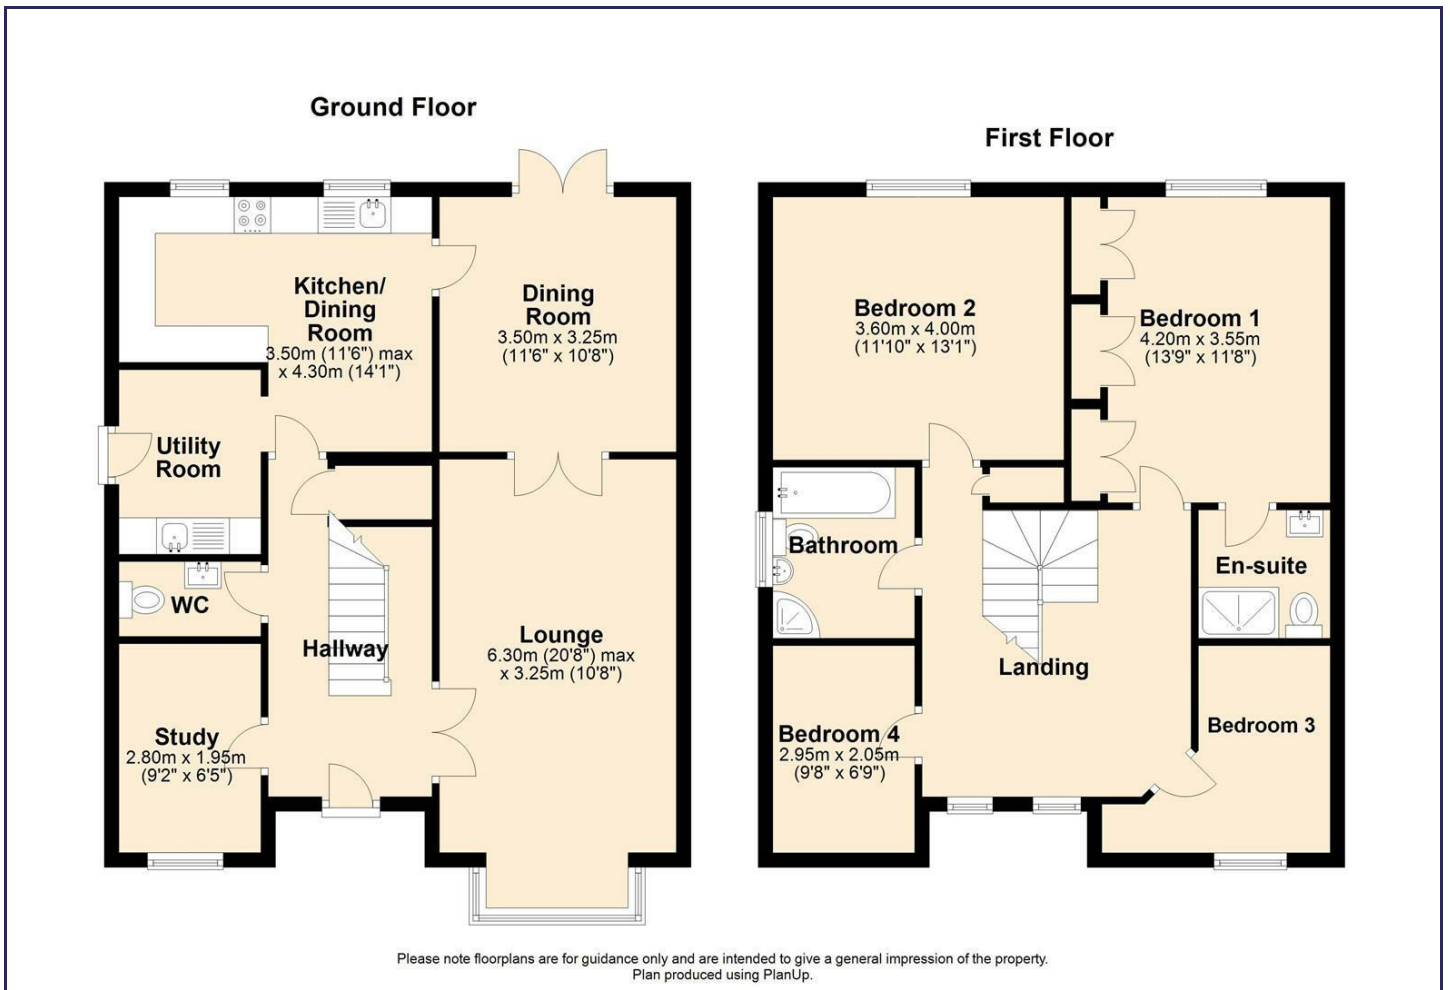 Ground Floor
Kitchen/
Dining
Room
3.50m (11'6") max
x 4.30m (14'1")
Dining
Room
3.50m x 3.25m
(11'6" x 10'8")
Utility
Room
WC
Hallway
Lounge
6.30m (20'8") max
x 3.25m (10'8")
Study
2.80m x 1.95m
(9'2" x 6'5")
First Floor
Bedroom 2
3.60m x 4.00m
(11'10" x 13'1")
Bedroom 1
4.20m x 3.55m
(13'9" x 11'8")
Bathroom
En-suite
Landing
Bedroom 4
2.95m x 2.05m
(9'8" x 6'9")
Bedroom 3
Please note floorplans are for guidance only and are intended to give a general impression of the property.
Plan produced using PlanUp.